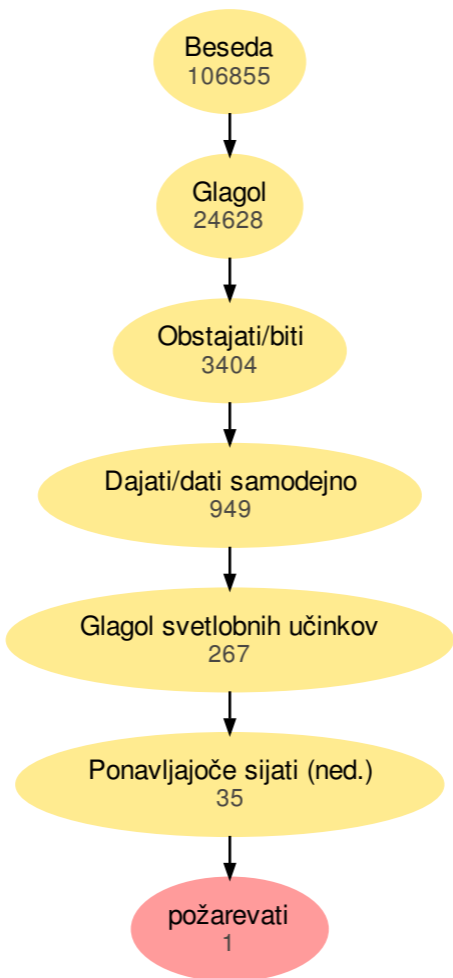 Beseda
106855
Glagol
24628
Obstajati/biti
3404
Dajati/dati samodejno
949
Glagol svetlobnih učinkov
267
Ponavljajoče sijati (ned.)
35
požarevati
1